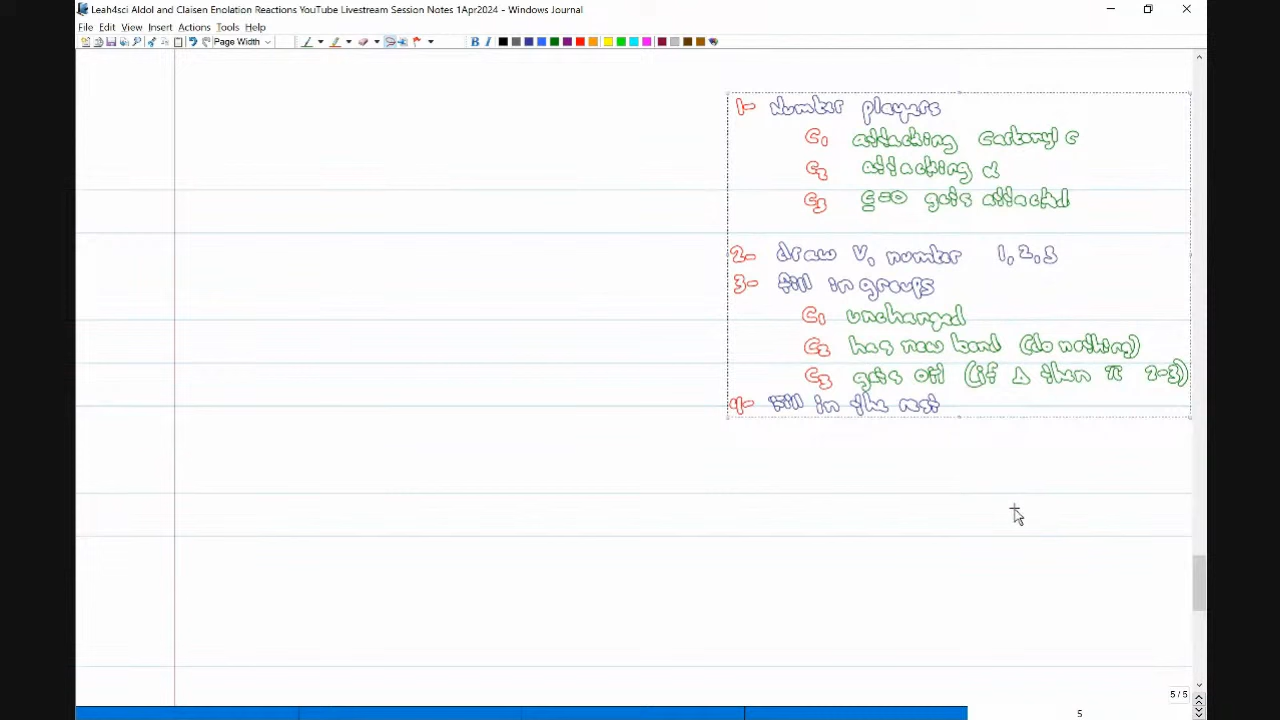 Leah4sci Aldol and Claisen Enolation Reactions YouTube Livestream Session Notes 1Apr2024 - Windows Journal
File Edit View Insert Actions Tools Help
Page Width B I
1- Number players
C1 attacking carbonyl c
C2 attacking α
C3 C=O gets attackd
2- draw V, number 1,2,3
3- fill in groups
C1 unchanged
C2 has new bond (do nothing)
C3 gets OH (if Δ then π 2-3)
4- Fill in the rest
5/5
5